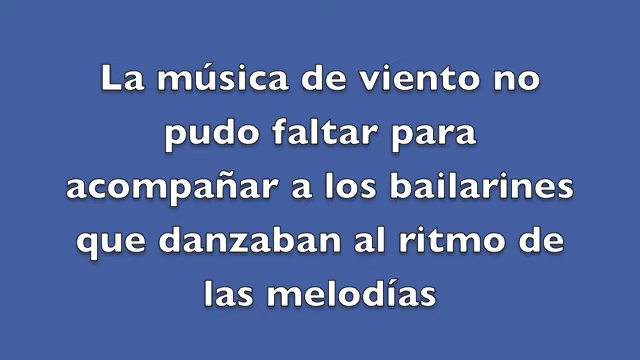 La música de viento no
pudo faltar para
acompañar a los bailarines
que danzaban al ritmo de
las melodías